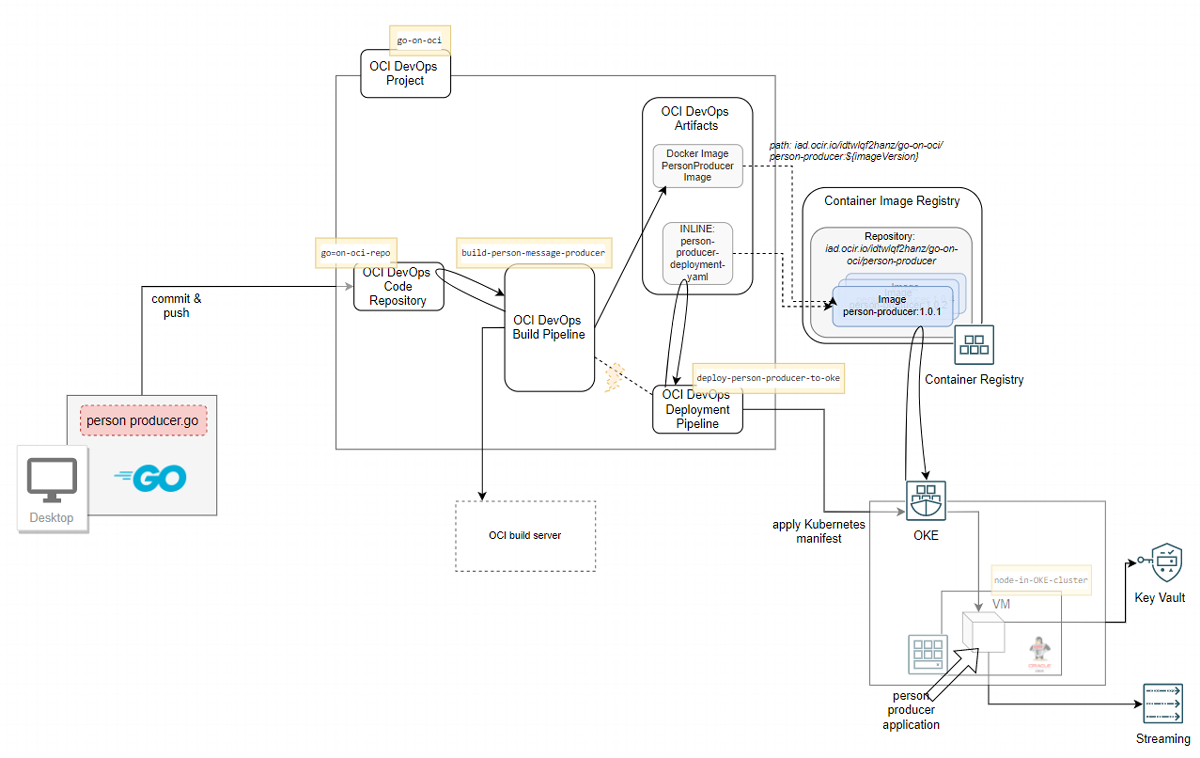 go-on-oci
OCI DevOps
Project
OCI DevOps
Artifacts
Docker Image
PersonProducer
Image
path: iad.ocir.io/idtwlqf2hanz/go-on-oci/
person-producer:${imageVersion}
Container Image Registry
INLINE:
person-
producer-
deployment-
yaml
Repository:
iad.ocir.io/idtwlqf2hanz/go-on-
oci/person-producer
go=on-oci-repo
build-person-message-producer
OCI DevOps
Code
Repository
Image
Image
Image
person-producer:1.0.1
commit &
push
OCI DevOps
Build Pipeline
Container Registry
deploy-person-producer-to-oke
OCI DevOps
Deployment
Pipeline
person producer.go
GO
Desktop
OCI build server
apply Kubernetes
manifest
OKE
node-in-OKE-cluster
VM
Key Vault
ORACLE
person
producer
application
Streaming